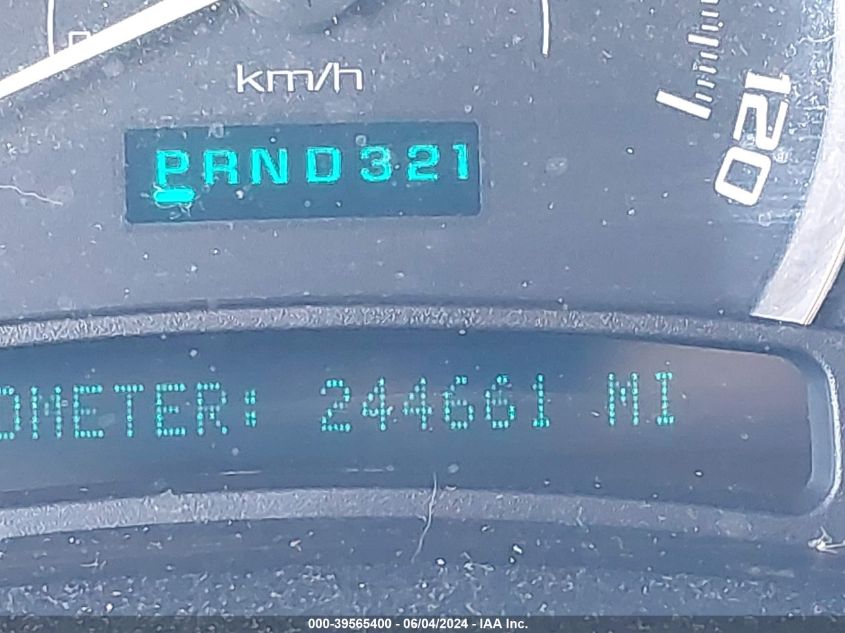 km/h
PRND321
120
OMETER: 244661 MI
000-39565400 - 06/04/2024 - IAA Inc.